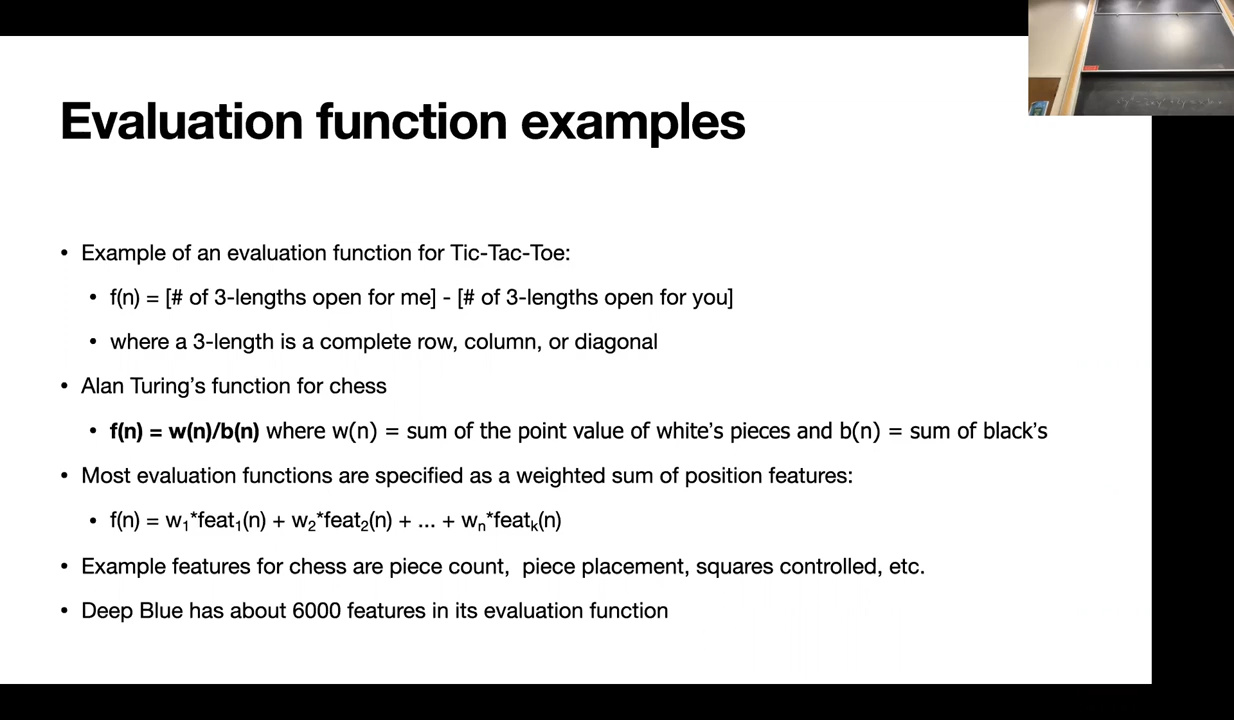 Evaluation function examples
• Example of an evaluation function for Tic-Tac-Toe:
• f(n) = [# of 3-lengths open for me] - [# of 3-lengths open for you]
• where a 3-length is a complete row, column, or diagonal
• Alan Turing's function for chess
• f(n) = w(n)/b(n) where w(n) = sum of the point value of white's pieces and b(n) = sum of black's
• Most evaluation functions are specified as a weighted sum of position features:
• f(n) = w₁*feat₁(n) + w₂*feat₂(n) + ... + wₙ*featₖ(n)
• Example features for chess are piece count,  piece placement, squares controlled, etc.
• Deep Blue has about 6000 features in its evaluation function